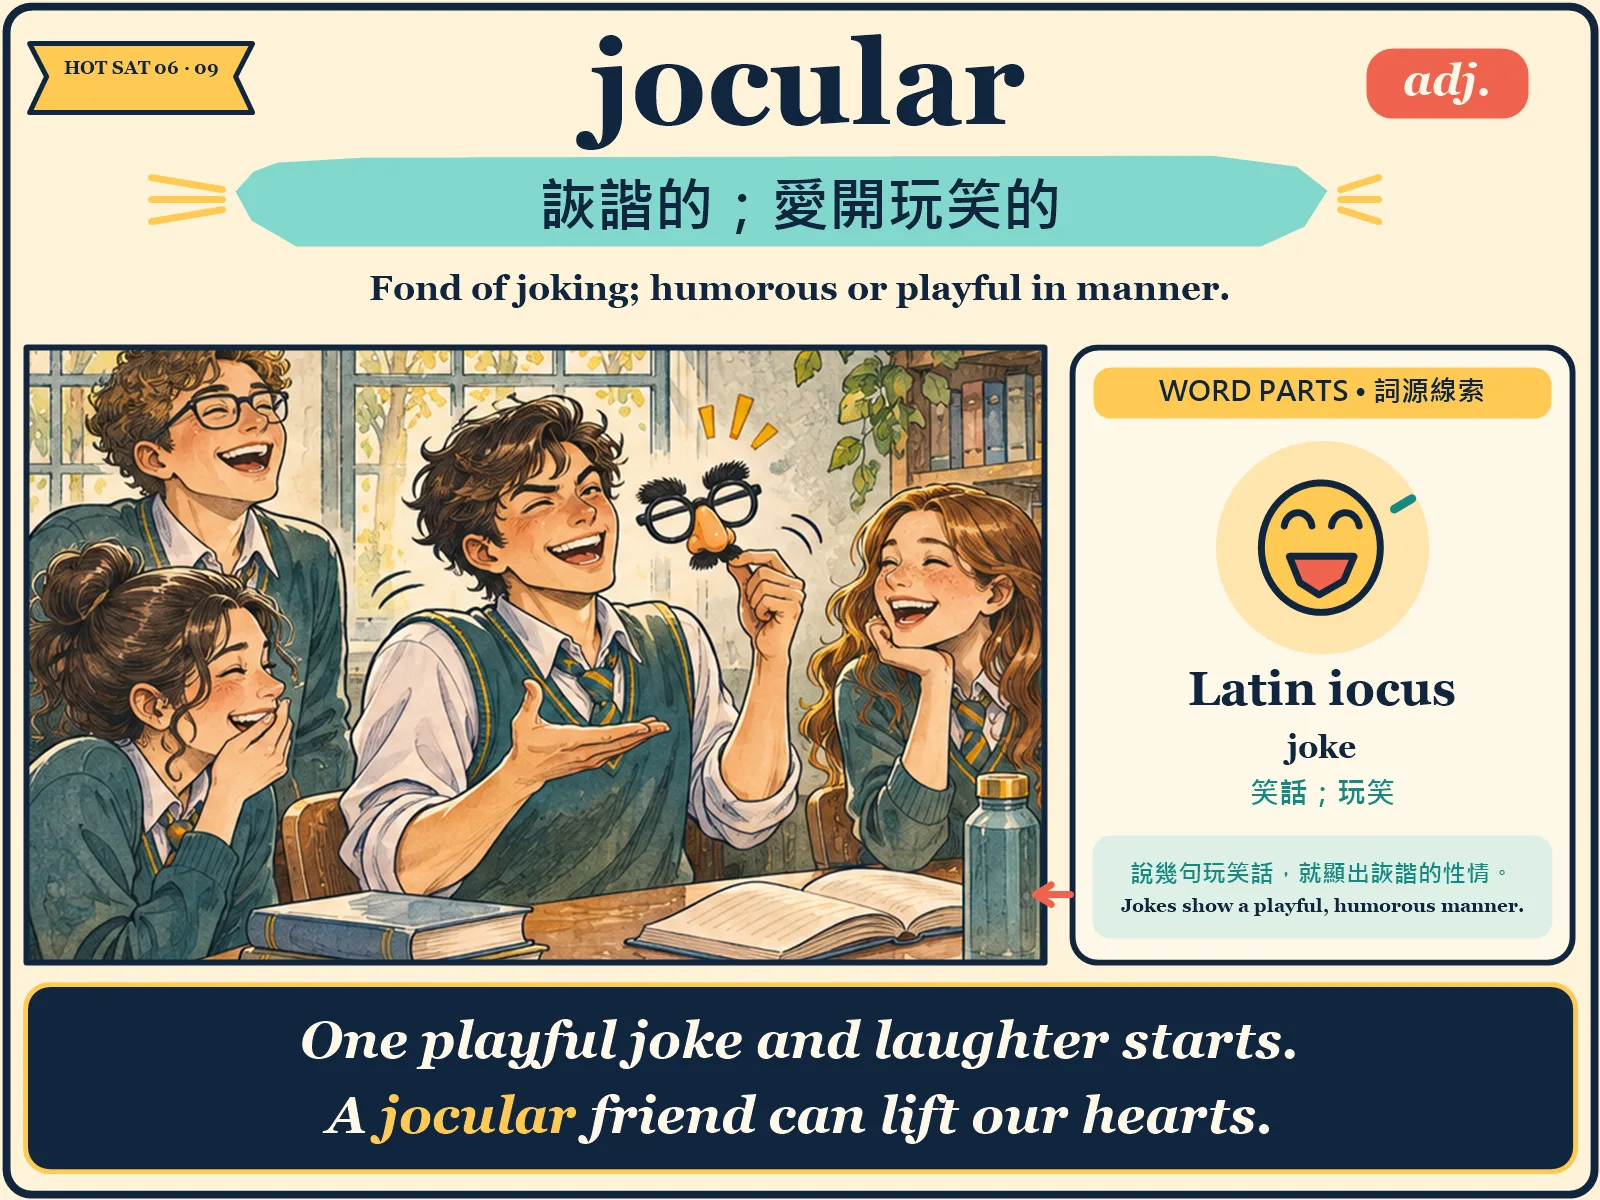 HOT SAT 06 · 09
jocular
adj.
詼諧的；愛開玩笑的
Fond of joking; humorous or playful in manner.
WORD PARTS • 詞源線索
Latin iocus
joke
笑話；玩笑
說幾句玩笑話，就顯出詼諧的性情。
Jokes show a playful, humorous manner.
One playful joke and laughter starts.
A jocular friend can lift our hearts.